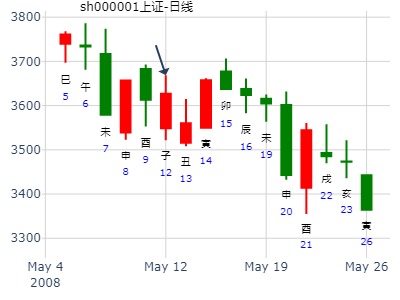 sh000001上证-日线
3800
3700
3600
3500
3400
3300
巳
5
午
6
未
7
申
8
酉
9
子
12
丑
13
寅
14
卯
15
辰
16
未
19
申
20
酉
21
戌
22
亥
23
寅
26
May 4
2008
May 12
May 19
May 26